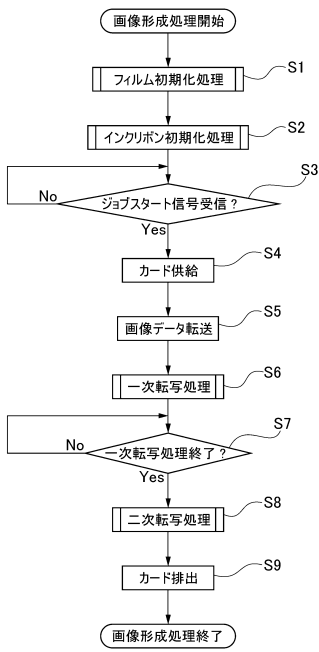 画像形成処理開始
フィルム初期化処理
S1
インクリボン初期化処理
S2
ジョブスタート信号受信?
S3
No
Yes
カード供給
S4
画像データ転送
S5
一次転写処理
S6
一次転写処理終了?
S7
No
Yes
二次転写処理
S8
カード排出
S9
画像形成処理終了